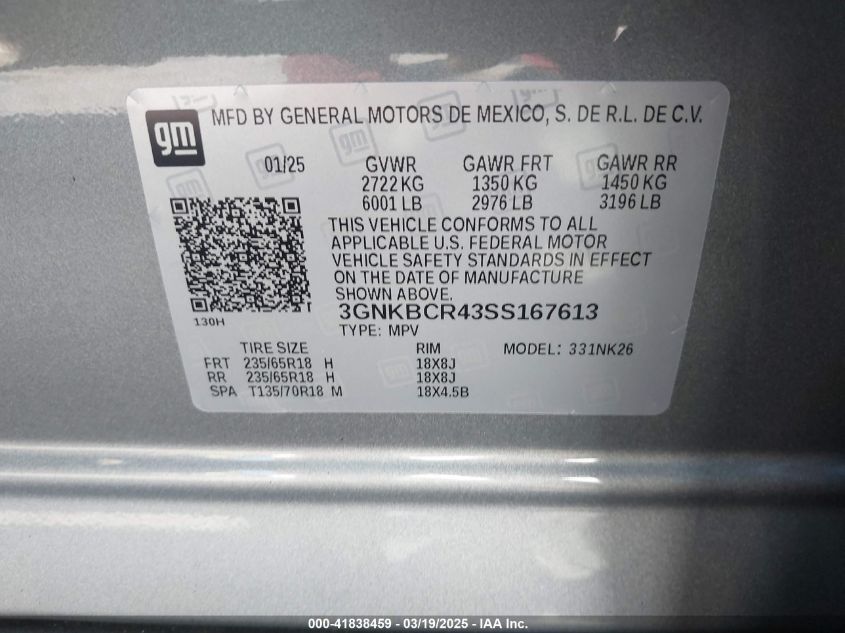 gm
MFD BY GENERAL MOTORS DE MEXICO, S. DE R.L. DE C.V.
01/25 GVWR GAWR FRT GAWR RR
2722 KG 1350 KG 1450 KG
6001 LB 2976 LB 3196 LB
THIS VEHICLE CONFORMS TO ALL
APPLICABLE U.S. FEDERAL MOTOR
VEHICLE SAFETY STANDARDS IN EFFECT
ON THE DATE OF MANUFACTURE
SHOWN ABOVE.
3GNKBCR43SS167613
130H
TYPE: MPV
TIRE SIZE RIM MODEL: 331NK26
FRT 235/65R18 H 18X8J
RR 235/65R18 H 18X8J
SPA T135/70R18 M 18X4.5B
000-41838459 - 03/19/2025 - IAA Inc.